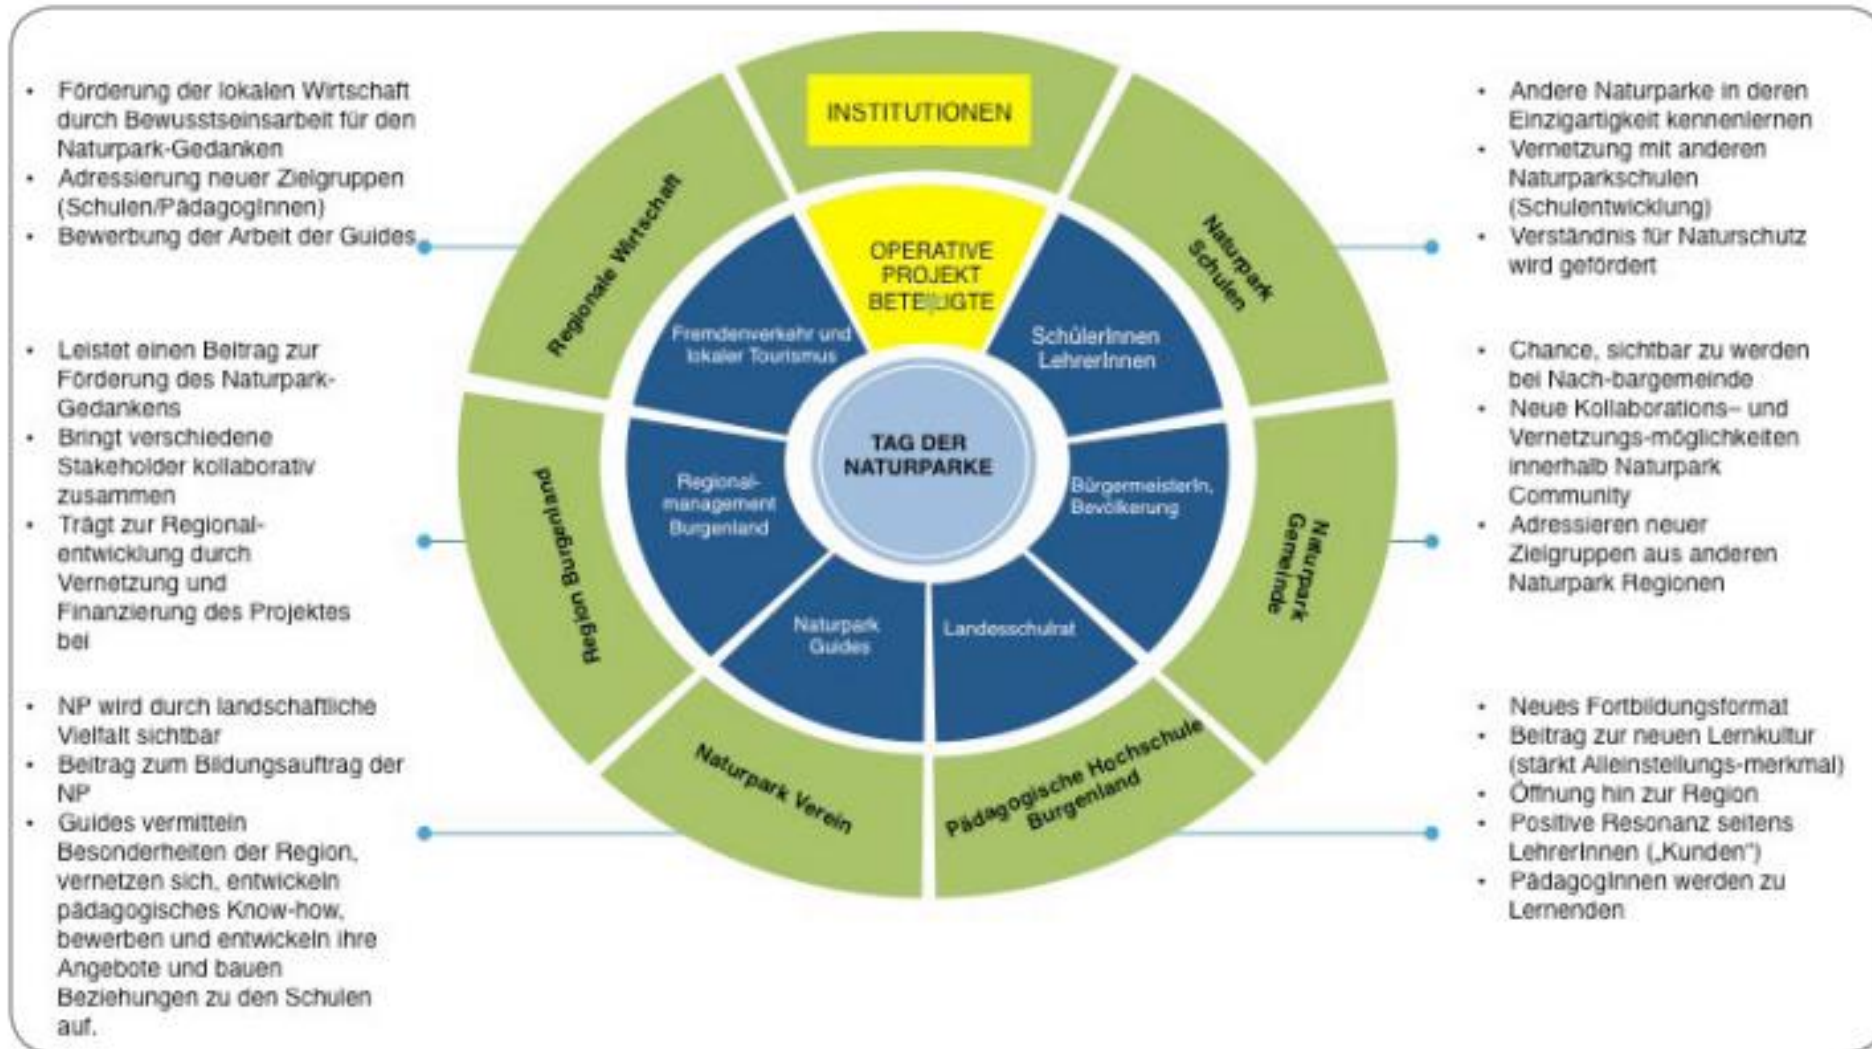 • Förderung der lokalen Wirtschaft
durch Bewusstseinsarbeit für den
Naturpark-Gedanken
• Adressierung neuer Zielgruppen
(Schulen/PädagogInnen)
• Bewerbung der Arbeit der Guides
• Leistet einen Beitrag zur
Förderung des Naturpark-
Gedankens
• Bringt verschiedene
Stakeholder kollaborativ
zusammen
• Trägt zur Regional-
entwicklung durch
Vernetzung und
Finanzierung des Projektes
bei
• NP wird durch landschaftliche
Vielfalt sichtbar
• Beitrag zum Bildungsauftrag der
NP
• Guides vermitteln
Besonderheiten der Region,
vernetzen sich, entwickeln
pädagogisches Know-how,
bewerben und entwickeln ihre
Angebote und bauen
Beziehungen zu den Schulen
auf.
INSTITUTIONEN
OPERATIVE
PROJEKT
BETEILIGTE
TAG DER
NATURPARKE
Naturpark
Schulen
SchülerInnen
LehrerInnen
Naturpark
Gemeinde
BürgermeisterIn,
Bevölkerung
Pädagogische Hochschule
Burgenland
Landesschulrat
Naturpark Verein
Naturpark
Guides
Region Burgenland
Regional-
management
Burgenland
Regionale Wirtschaft
Fremdenverkehr und
lokaler Tourismus
• Andere Naturparke in deren
Einzigartigkeit kennenlernen
• Vernetzung mit anderen
Naturparkschulen
(Schulentwicklung)
• Verständnis für Naturschutz
wird gefördert
• Chance, sichtbar zu werden
bei Nach-bargemeinde
• Neue Kollaborations– und
Vernetzungs-möglichkeiten
innerhalb Naturpark
Community
• Adressieren neuer
Zielgruppen aus anderen
Naturpark Regionen
• Neues Fortbildungsformat
• Beitrag zur neuen Lernkultur
(stärkt Alleinstellungs-merkmal)
• Öffnung hin zur Region
• Positive Resonanz seitens
LehrerInnen („Kunden“)
• PädagogInnen werden zu
Lernenden